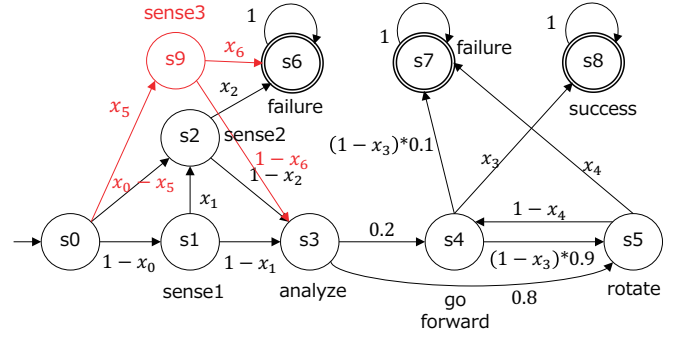 sense3
1
1
s9
x₆
s6
s7
failure
s8
x₂
failure
success
x₅
s2
sense2
(1 − x₃)*0.1
x₃
x₄
1 − x₆
1 − x₂
x₀ − x₅
x₁
1 − x₄
s0
s1
s3
0.2
s4
s5
1 − x₀
1 − x₁
(1 − x₃)*0.9
sense1
analyze
go
forward
0.8
rotate
1